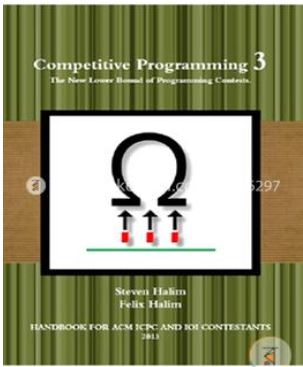 Competitive Programming 3
The New Lower Bound of Programming Contests.
Ω
Steven Halim
Felix Halim
HANDBOOK FOR ACM ICPC AND IOI CONTESTANTS
2013